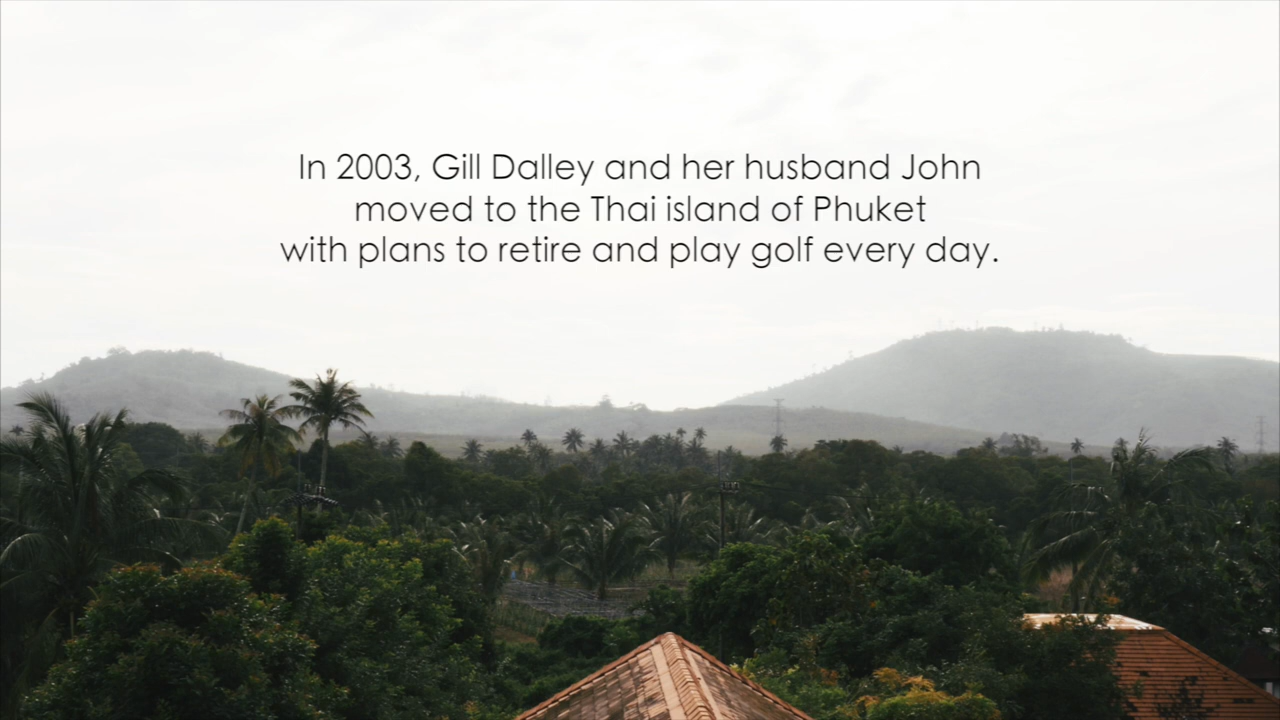 In 2003, Gill Dalley and her husband John
moved to the Thai island of Phuket
with plans to retire and play golf every day.